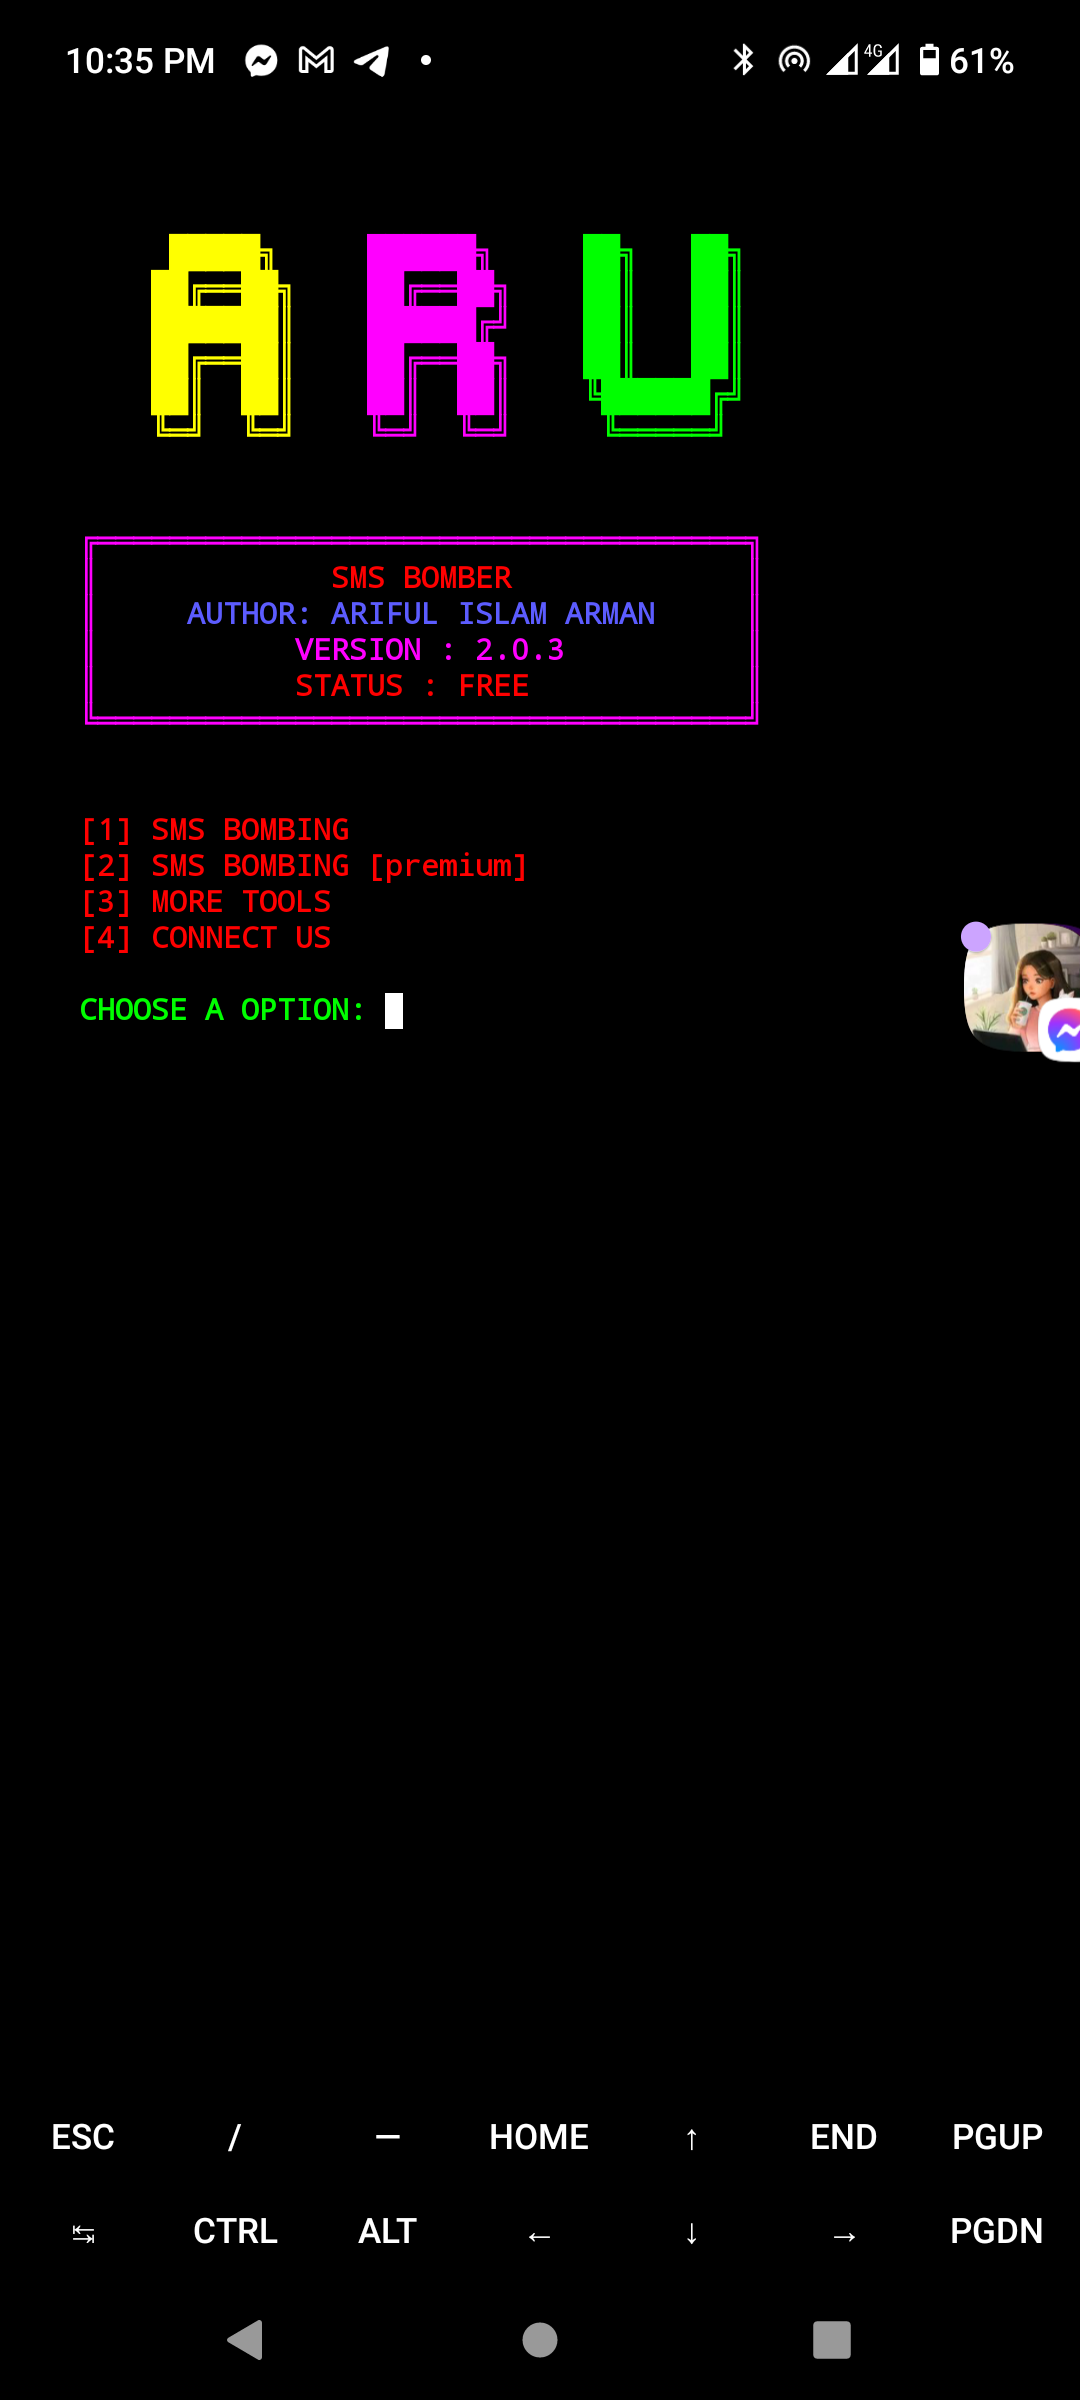 10:35 PM
4G
61%
ARU
SMS BOMBER
AUTHOR: ARIFUL ISLAM ARMAN
VERSION : 2.0.3
STATUS : FREE
[1] SMS BOMBING
[2] SMS BOMBING [premium]
[3] MORE TOOLS
[4] CONNECT US
CHOOSE A OPTION:
ESC / — HOME ↑ END PGUP
↹ CTRL ALT ← ↓ → PGDN